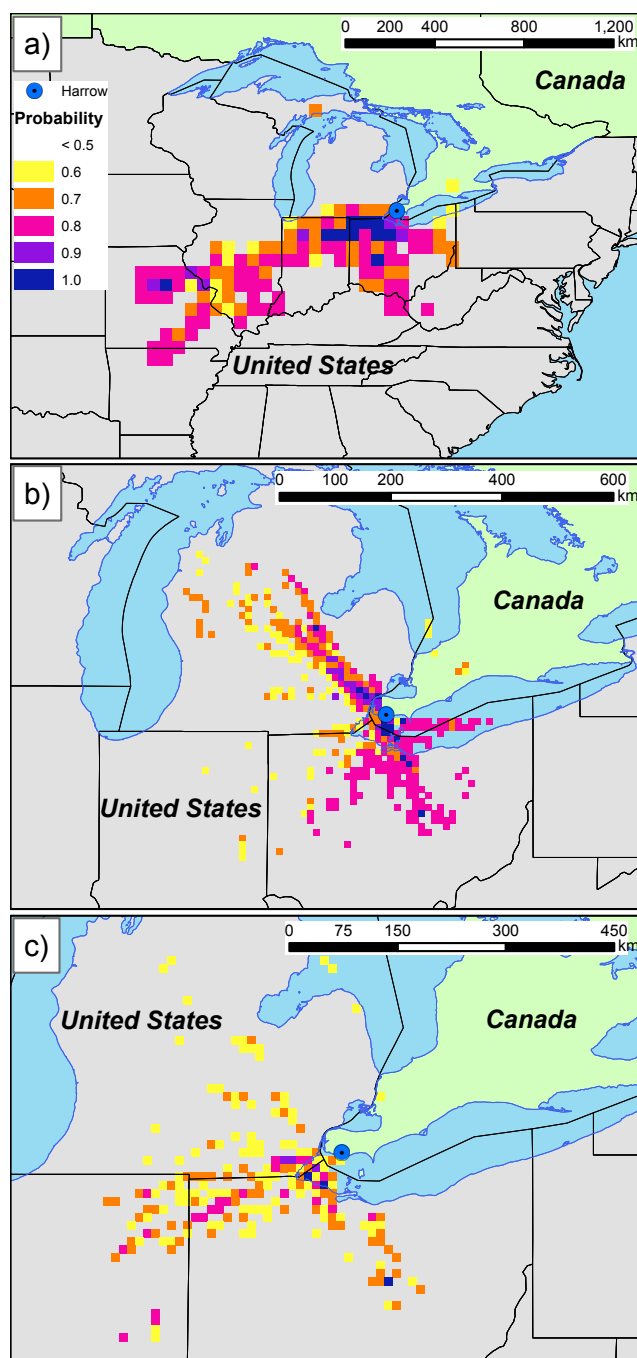 a)
0 200 400 800 1,200
km
Canada
Harrow
Probability
< 0.5
0.6
0.7
0.8
0.9
1.0
United States
b)
0 100 200 400 600
km
Canada
United States
c)
0 75 150 300 450
km
United States
Canada